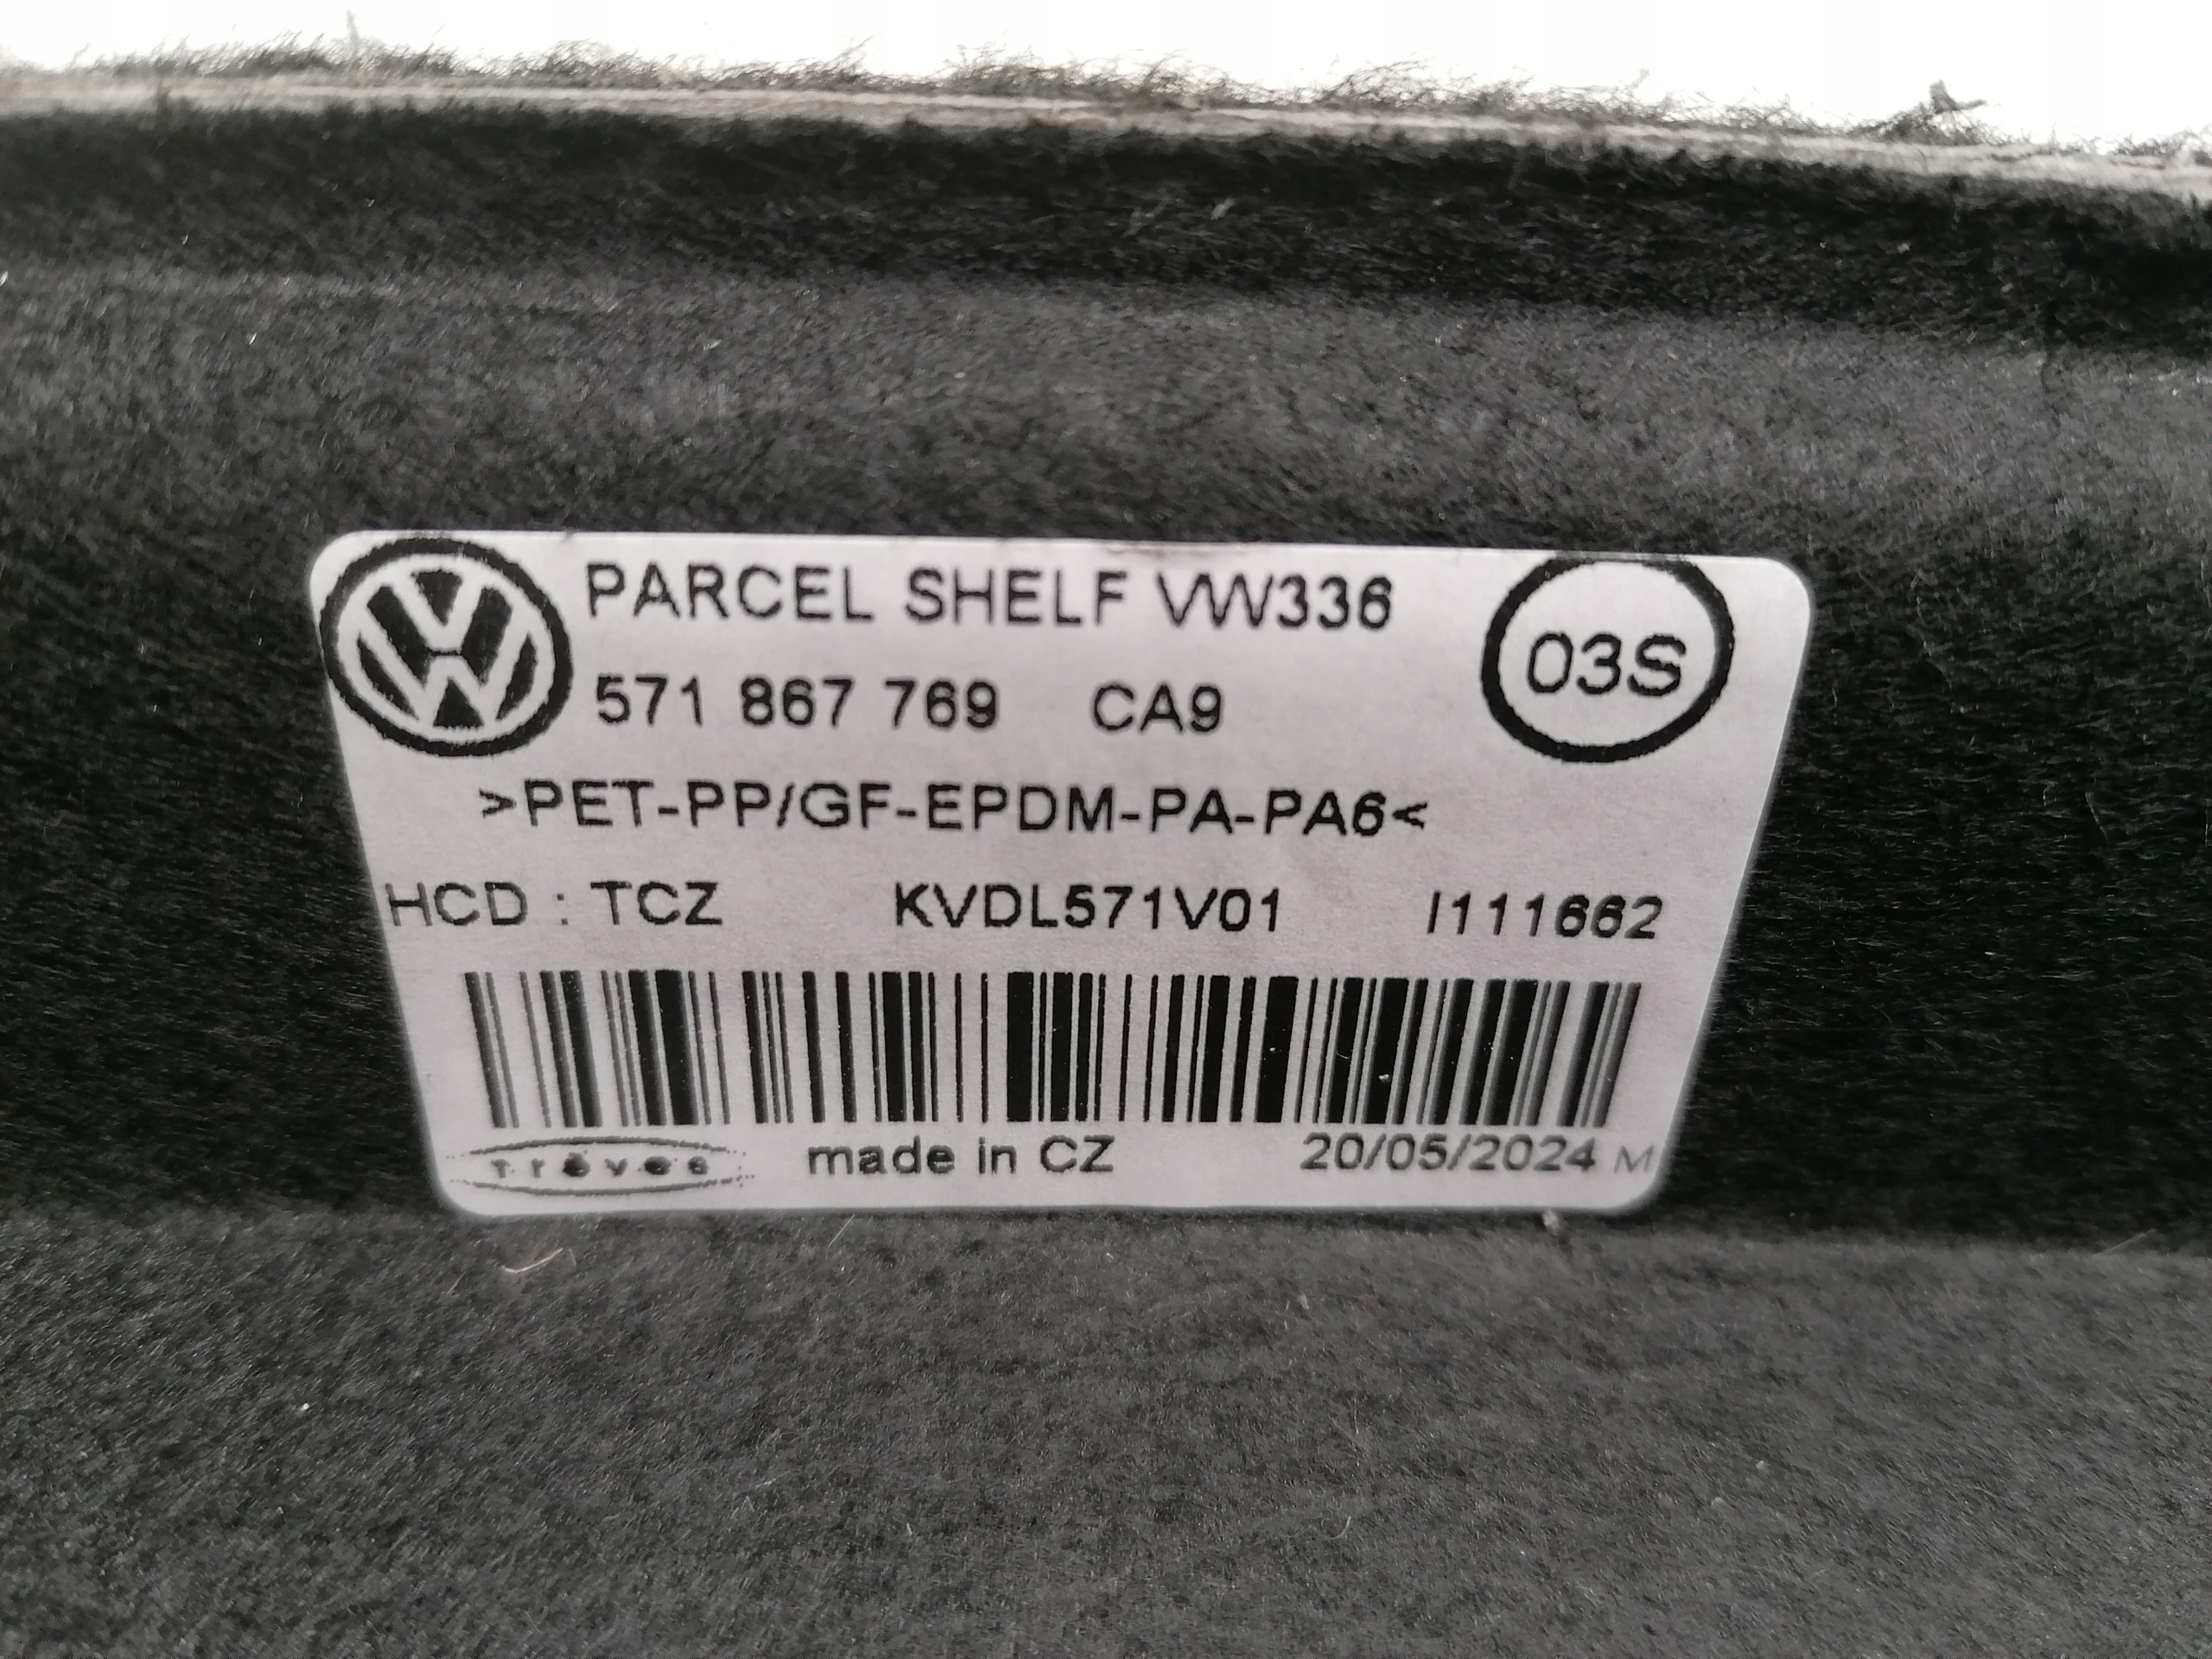 PARCEL SHELF VW336
03S
571 867 769 CA9
>PET-PP/GF-EPDM-PA-PA6<
HCD : TCZ KVDL571V01 I111662
trèves made in CZ 20/05/2024 M